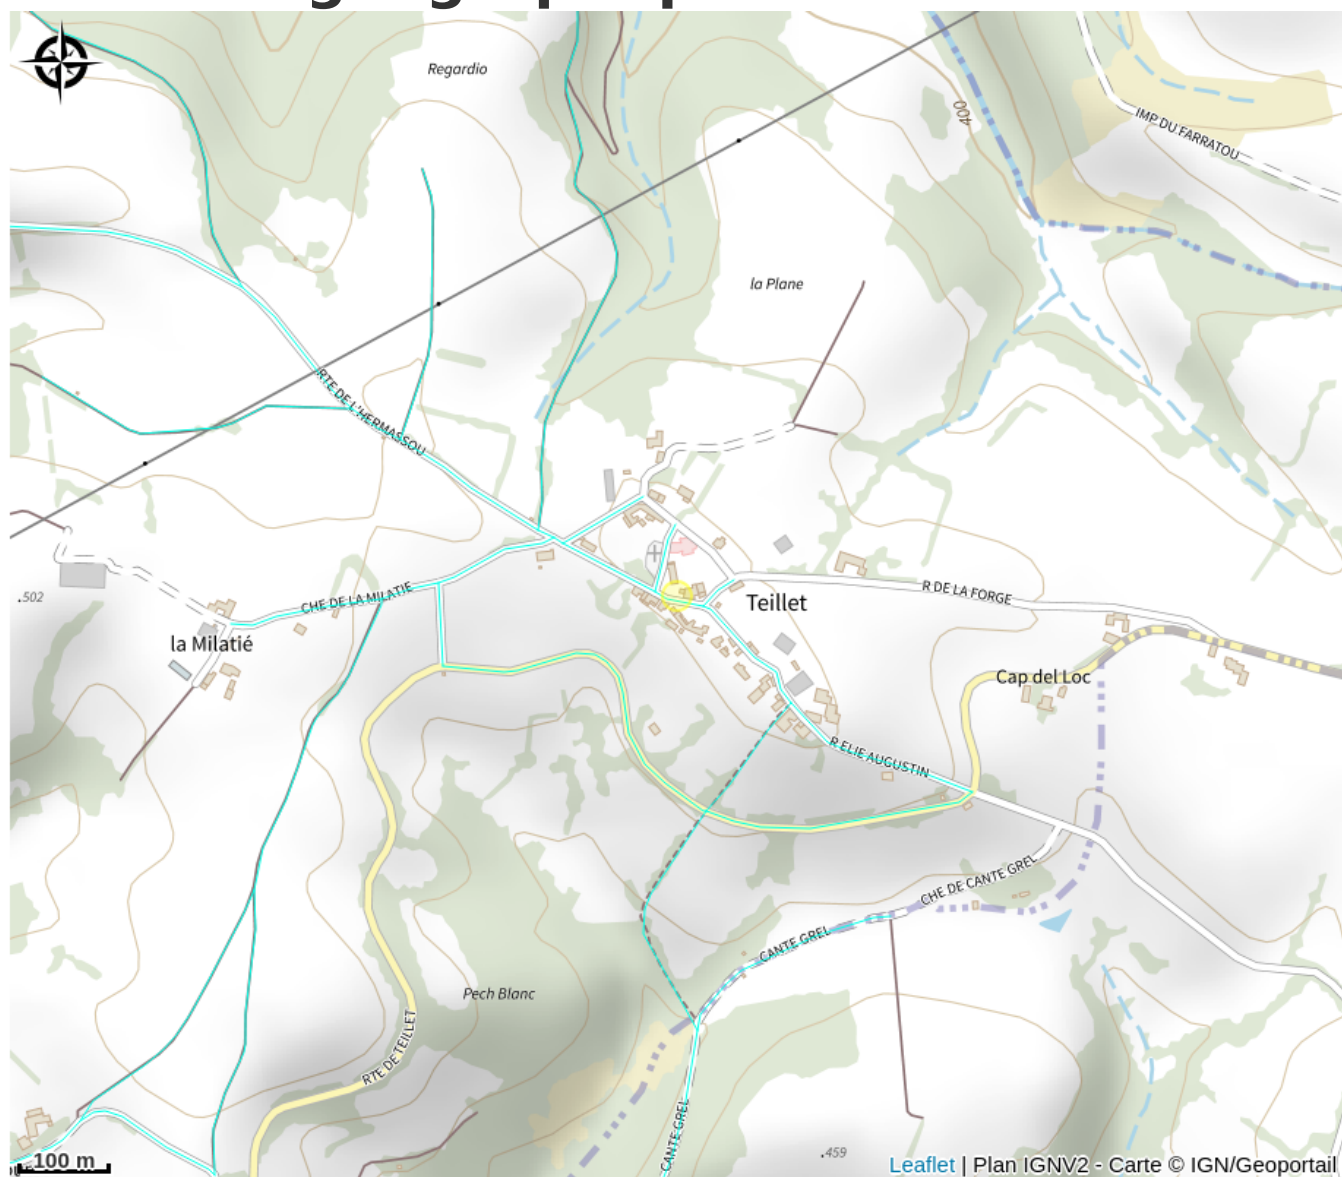 Regardio
400
IMP DU FARRATOU
la Plane
RTE DE L'HERMASSOU
.502
CHE DE LA MILATIE
R DE LA FORGE
Teillet
la Milatié
Cap del Loc
R ELIE AUGUSTIN
CHE DE CANTE GREL
CANTE GREL
Pech Blanc
RTE DE TEILLET
CANTE GREL
.459
100 m
Leaflet | Plan IGNV2 - Carte © IGN/Geoportail